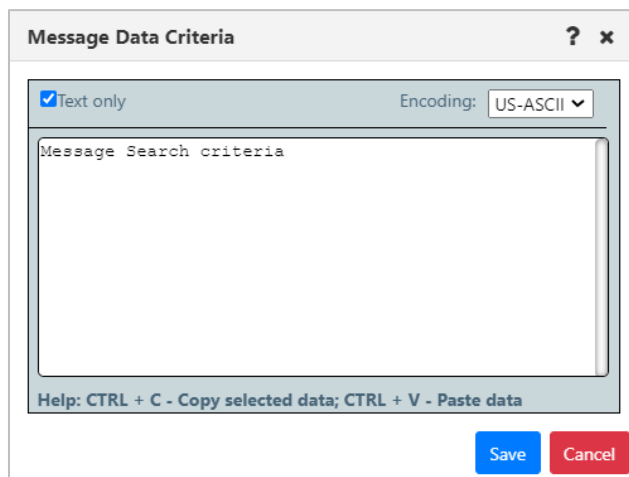 Message Data Criteria ? ×
Text only Encoding: US-ASCII
Message Search criteria
Help: CTRL + C - Copy selected data; CTRL + V - Paste data
Save Cancel